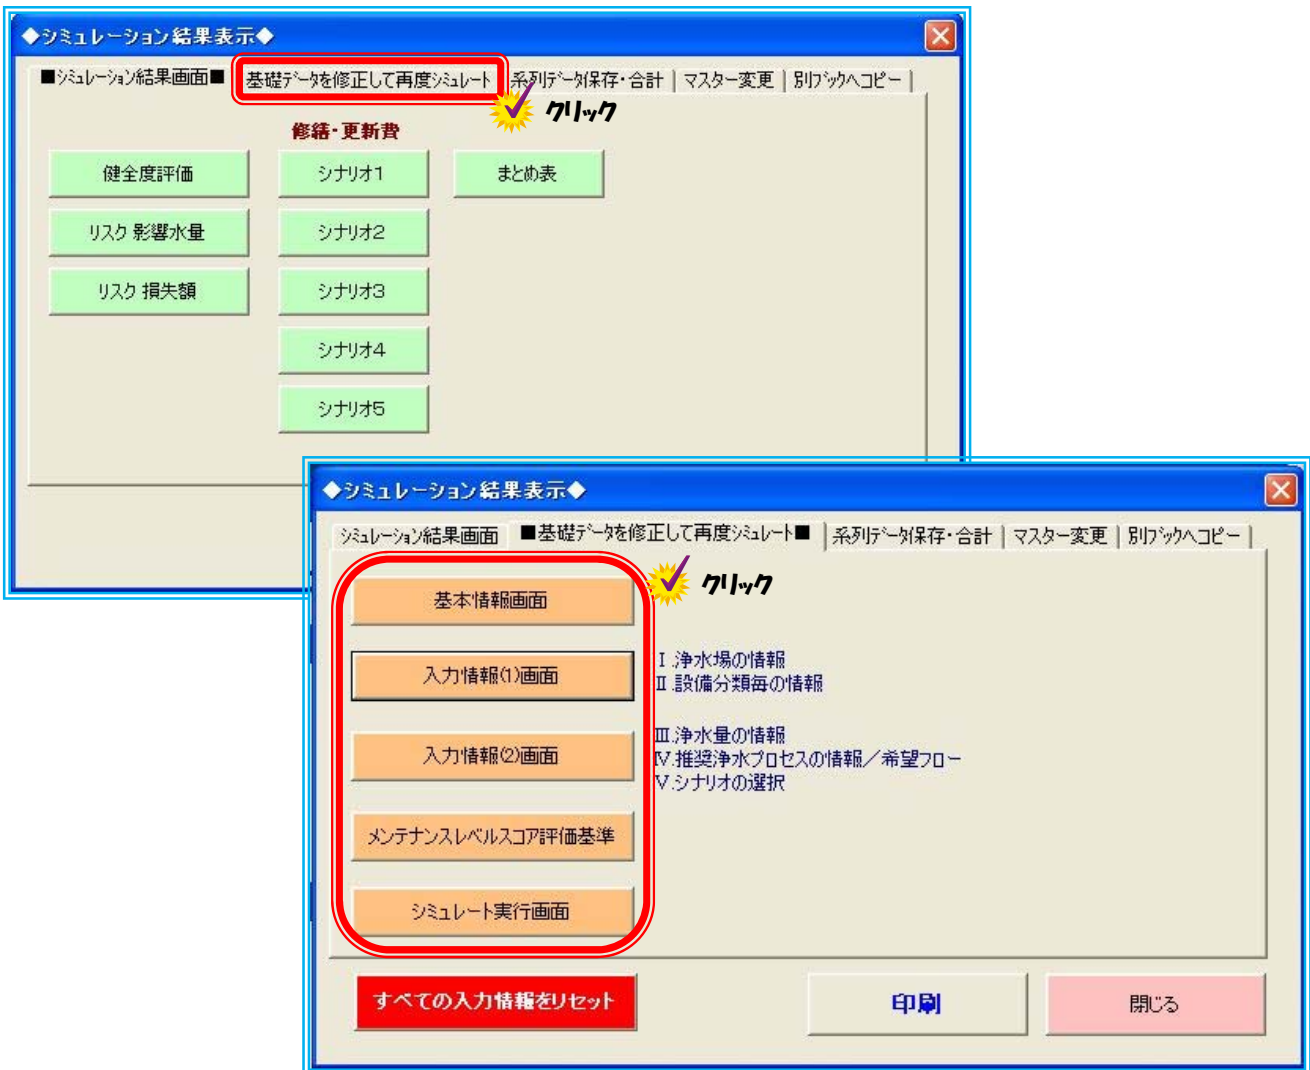 ◆シミュレーション結果表示◆
■シミュレーション結果画面■ 基礎データを修正して再度シミュレート 系列データ保存・合計 マスター変更 別ブックへコピー
クリック
修繕・更新費
健全度評価 シナリオ1 まとめ表
リスク 影響水量 シナリオ2
リスク 損失額 シナリオ3
シナリオ4
シナリオ5
◆シミュレーション結果表示◆
シミュレーション結果画面 ■基礎データを修正して再度シミュレート■ 系列データ保存・合計 マスター変更 別ブックへコピー
クリック
基本情報画面
入力情報(1)画面
Ⅰ.浄水場の情報
Ⅱ.設備分類毎の情報
入力情報(2)画面
Ⅲ.浄水量の情報
Ⅳ.推奨浄水プロセスの情報/希望フロー
Ⅴ.シナリオの選択
メンテナンスレベルスコア評価基準
シミュレート実行画面
すべての入力情報をリセット 印刷 閉じる